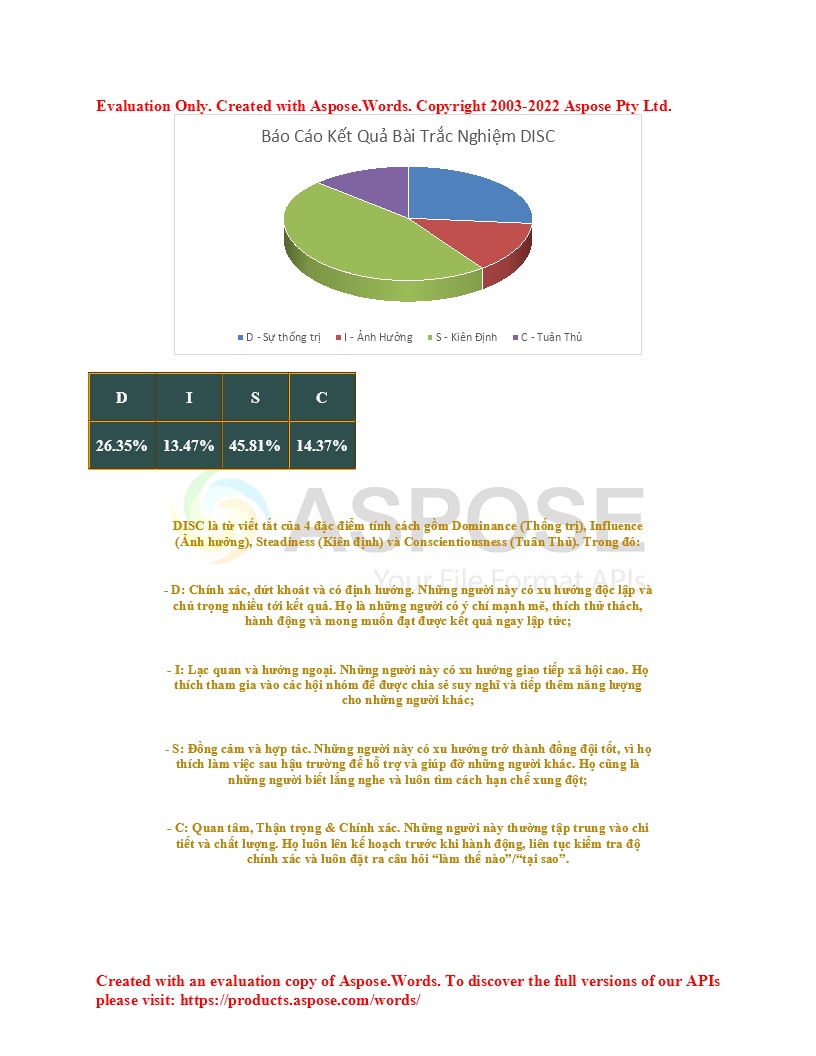 Evaluation Only. Created with Aspose.Words. Copyright 2003-2022 Aspose Pty Ltd.
Báo Cáo Kết Quả Bài Trắc Nghiệm DISC
D - Sự thống trị I - Ảnh Hưởng S - Kiên Định C - Tuân Thủ
D I S C
26.35% 13.47% 45.81% 14.37%
ASPOSE
Your File Format APIs
DISC là từ viết tắt của 4 đặc điểm tính cách gồm Dominance (Thống trị), Influence
(Ảnh hưởng), Steadiness (Kiên định) và Conscientiousness (Tuân Thủ). Trong đó:
- D: Chính xác, dứt khoát và có định hướng. Những người này có xu hướng độc lập và
chú trọng nhiều tới kết quả. Họ là những người có ý chí mạnh mẽ, thích thử thách,
hành động và mong muốn đạt được kết quả ngay lập tức;
- I: Lạc quan và hướng ngoại. Những người này có xu hướng giao tiếp xã hội cao. Họ
thích tham gia vào các hội nhóm để được chia sẻ suy nghĩ và tiếp thêm năng lượng
cho những người khác;
- S: Đồng cảm và hợp tác. Những người này có xu hướng trở thành đồng đội tốt, vì họ
thích làm việc sau hậu trường để hỗ trợ và giúp đỡ những người khác. Họ cũng là
những người biết lắng nghe và luôn tìm cách hạn chế xung đột;
- C: Quan tâm, Thận trọng & Chính xác. Những người này thường tập trung vào chi
tiết và chất lượng. Họ luôn lên kế hoạch trước khi hành động, liên tục kiểm tra độ
chính xác và luôn đặt ra câu hỏi “làm thế nào”/“tại sao”.
Created with an evaluation copy of Aspose.Words. To discover the full versions of our APIs
please visit: https://products.aspose.com/words/